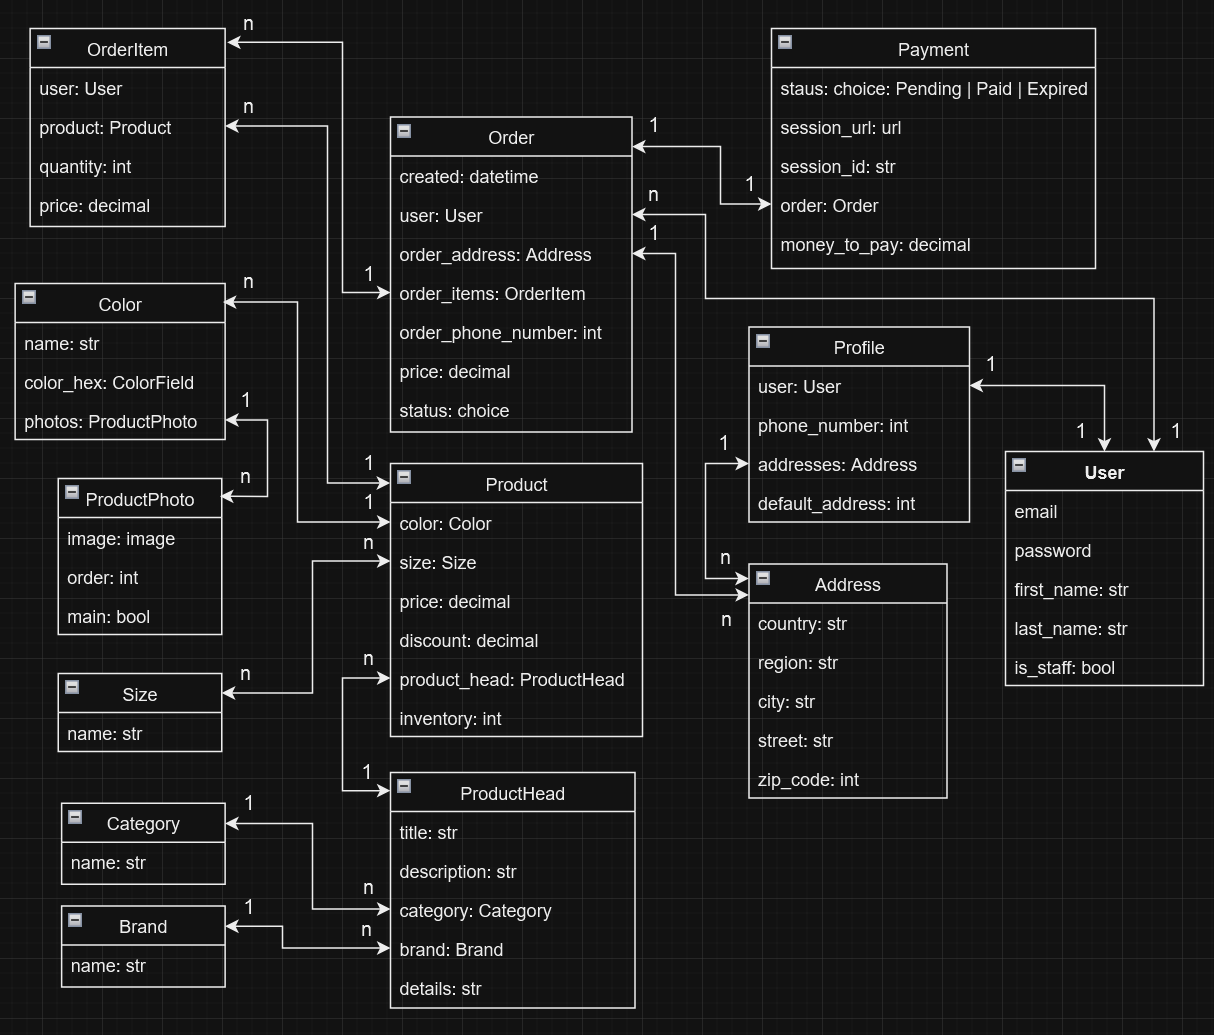 OrderItem
user: User
product: Product
quantity: int
price: decimal
n
n
Order
created: datetime
user: User
order_address: Address
order_items: OrderItem
order_phone_number: int
price: decimal
status: choice
1
1
n
1
1
Payment
staus: choice: Pending | Paid | Expired
session_url: url
session_id: str
order: Order
money_to_pay: decimal
Color
name: str
color_hex: ColorField
photos: ProductPhoto
n
1
ProductPhoto
image: image
order: int
main: bool
n
Size
name: str
n
Product
color: Color
size: Size
price: decimal
discount: decimal
product_head: ProductHead
inventory: int
1
1
n
n
Profile
user: User
phone_number: int
addresses: Address
default_address: int
1
1
User
email
password
first_name: str
last_name: str
is_staff: bool
1
1
Address
country: str
region: str
city: str
street: str
zip_code: int
n
n
Category
name: str
1
Brand
name: str
1
ProductHead
title: str
description: str
category: Category
brand: Brand
details: str
1
n
n